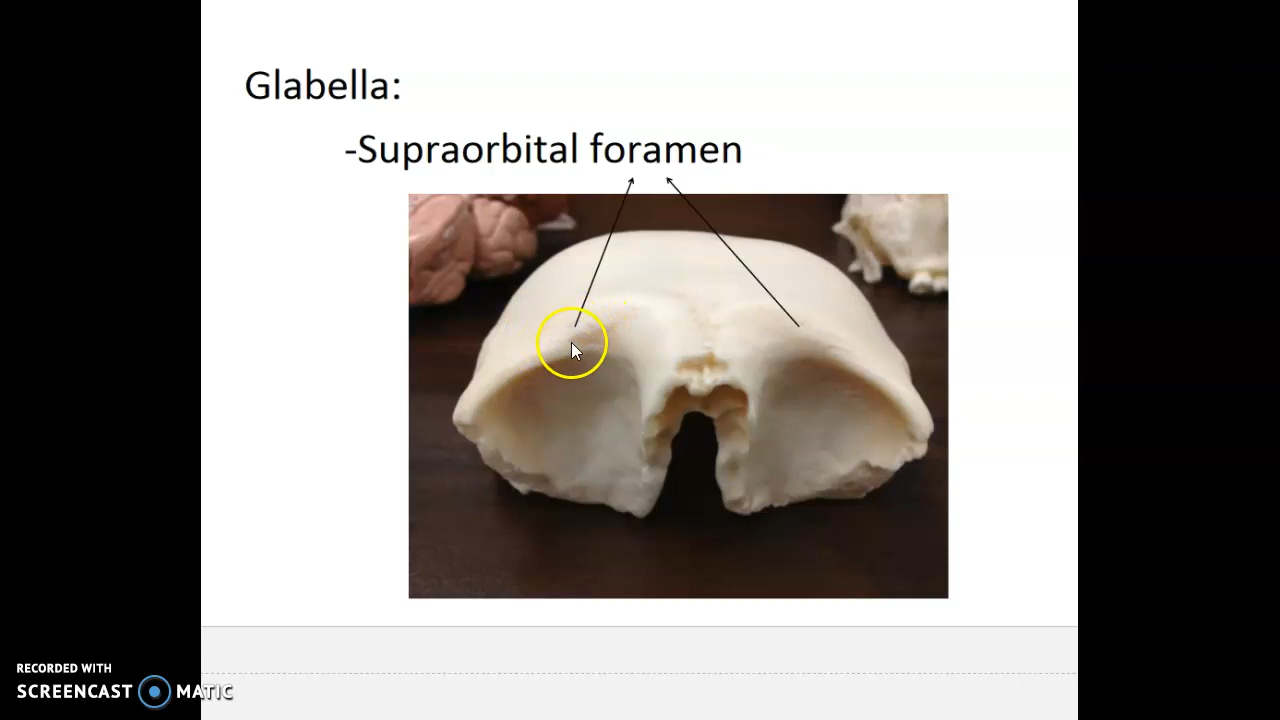 Glabella:
-Supraorbital foramen
RECORDED WITH
SCREENCAST MATIC